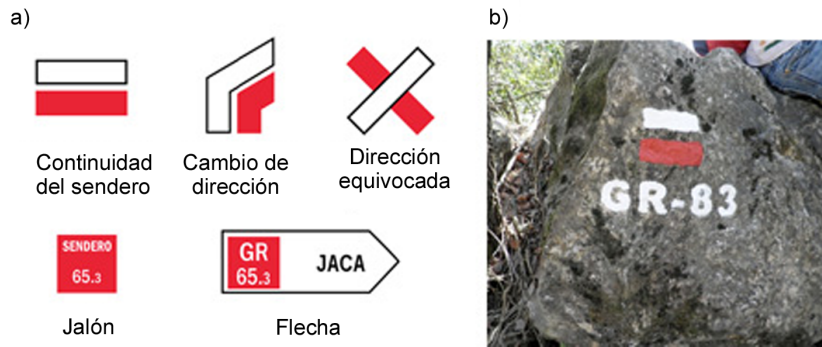 a)
Continuidad
del sendero
Cambio de
dirección
Dirección
equivocada
SENDERO
65.3
Jalón
GR
65.3
JACA
Flecha
b)
GR-83